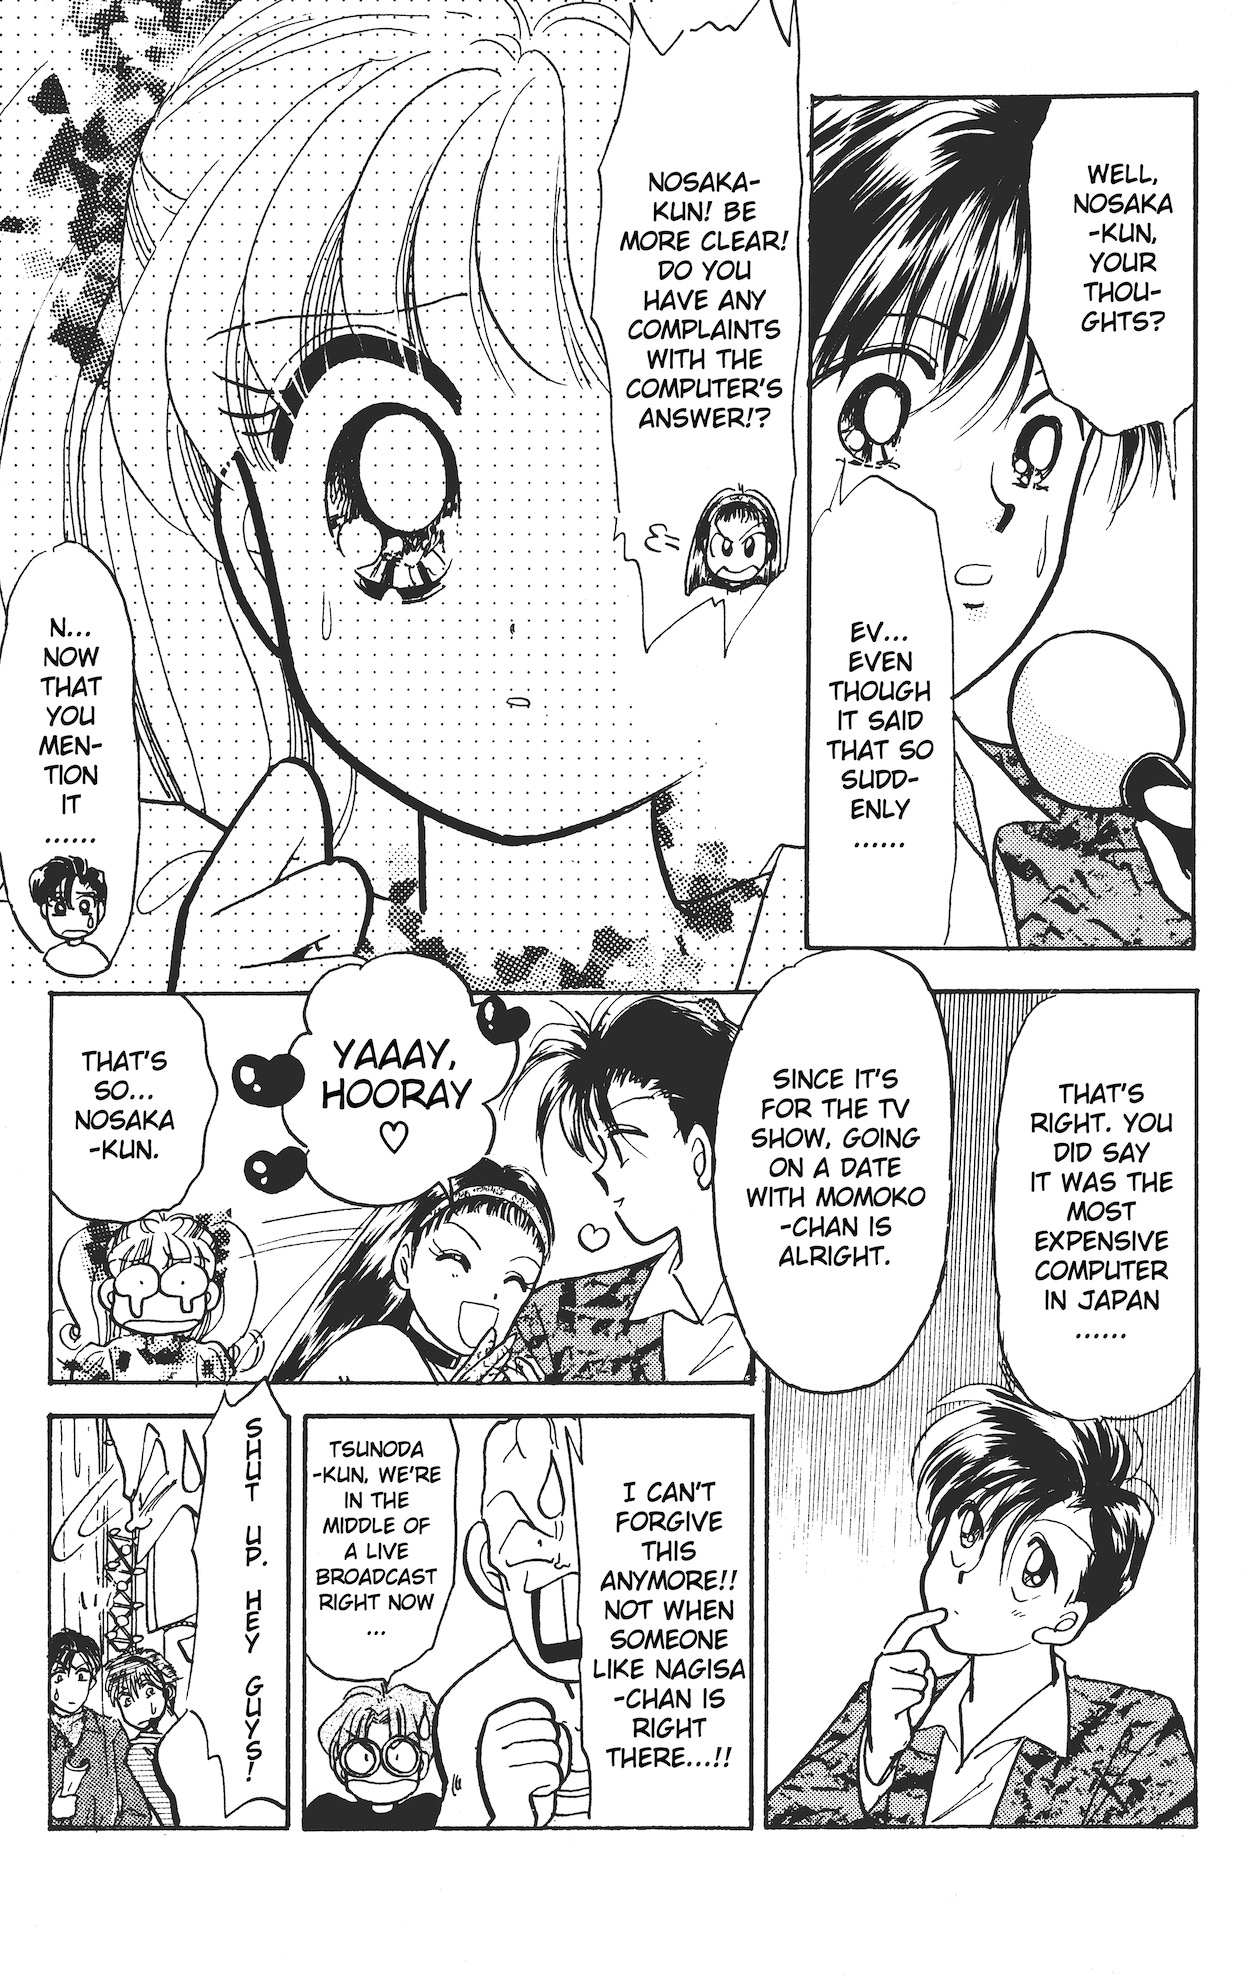 WELL,
NOSAKA
-KUN,
YOUR
THOU-
GHTS?
EV...
EVEN
THOUGH
IT SAID
THAT SO
SUDD-
ENLY
......
NOSAKA-
KUN! BE
MORE CLEAR!
DO YOU
HAVE ANY
COMPLAINTS
WITH THE
COMPUTER'S
ANSWER!?
N...
NOW
THAT
YOU
MEN-
TION
IT
......
THAT'S
RIGHT. YOU
DID SAY
IT WAS THE
MOST
EXPENSIVE
COMPUTER
IN JAPAN
......
SINCE IT'S
FOR THE TV
SHOW, GOING
ON A DATE
WITH MOMOKO
-CHAN IS
ALRIGHT.
YAAAY,
HOORAY
♡
THAT'S
SO...
NOSAKA
-KUN.
I CAN'T
FORGIVE
THIS
ANYMORE!!
NOT WHEN
SOMEONE
LIKE NAGISA
-CHAN IS
RIGHT
THERE...!!
TSUNODA
-KUN, WE'RE
IN THE
MIDDLE OF
A LIVE
BROADCAST
RIGHT NOW
...
SHUT UP. HEY GUYS!